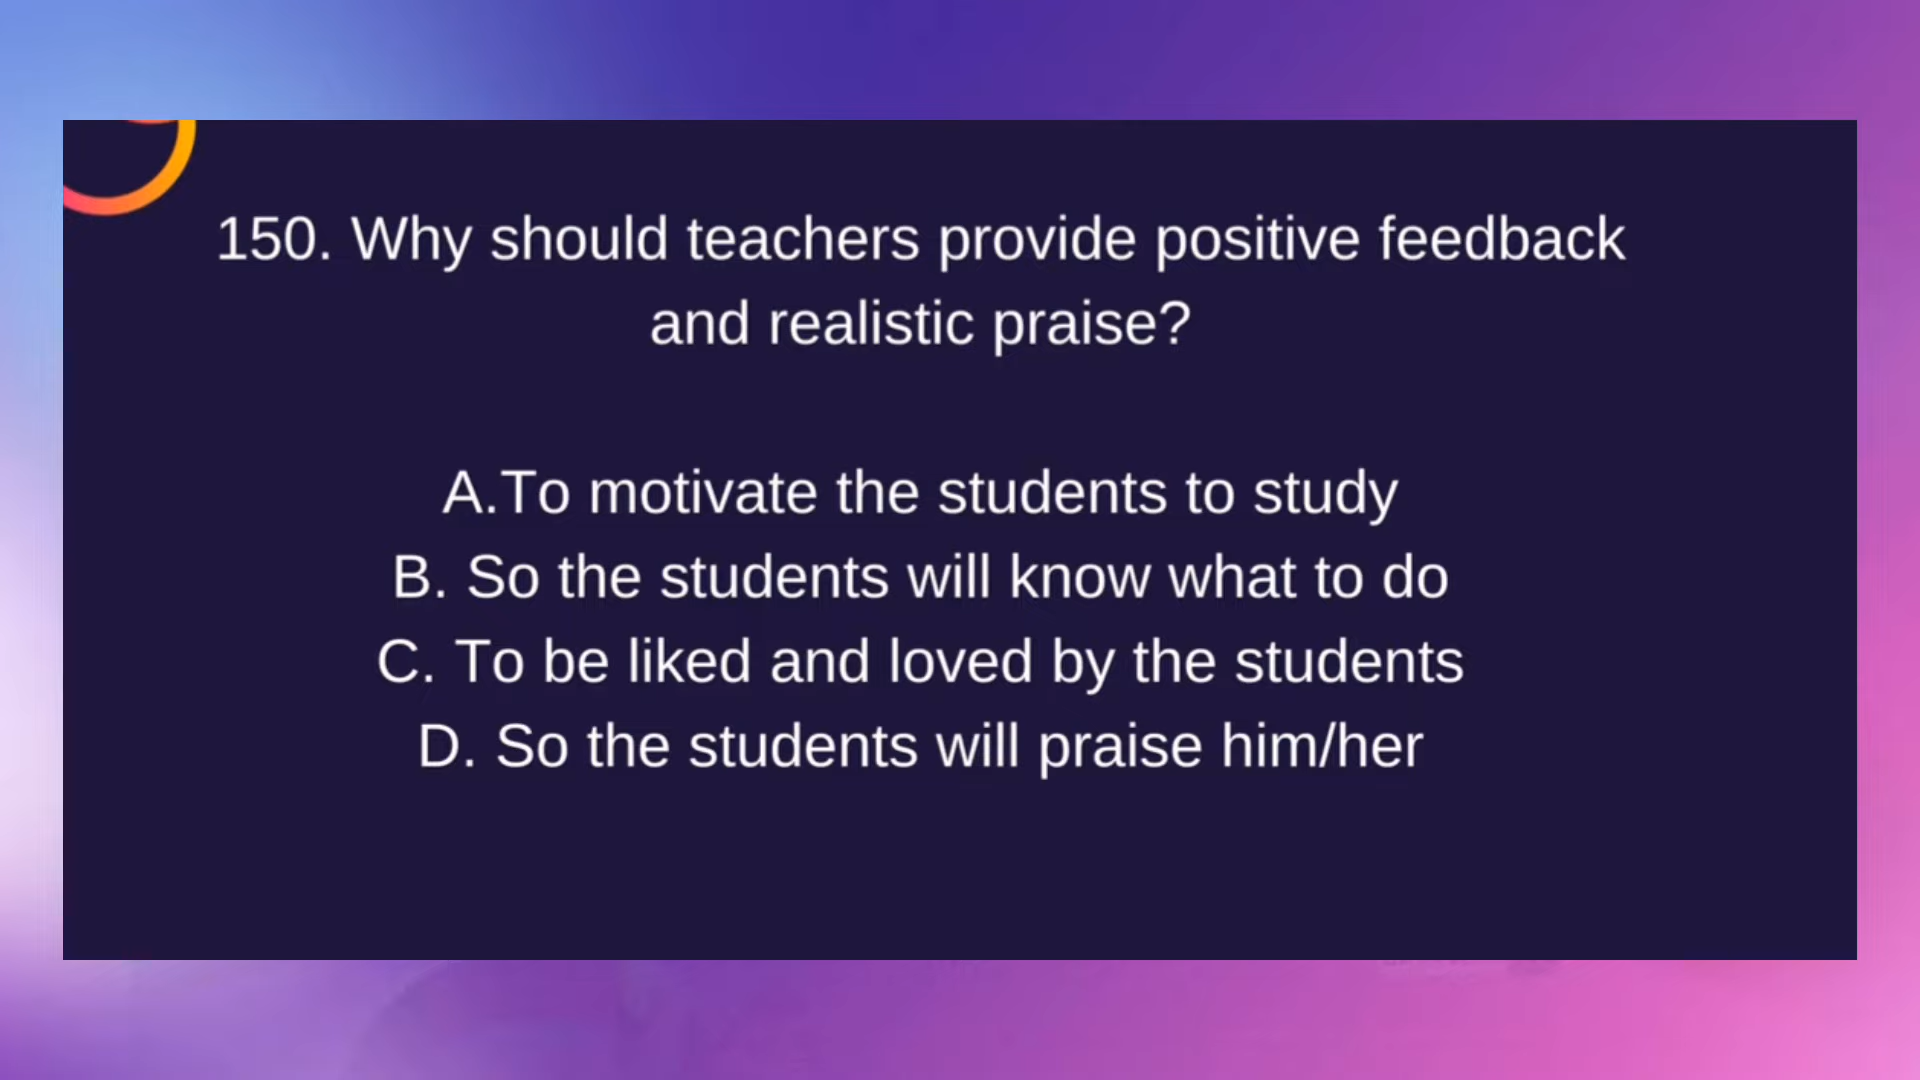 150. Why should teachers provide positive feedback
and realistic praise?
A.To motivate the students to study
B. So the students will know what to do
C. To be liked and loved by the students
D. So the students will praise him/her